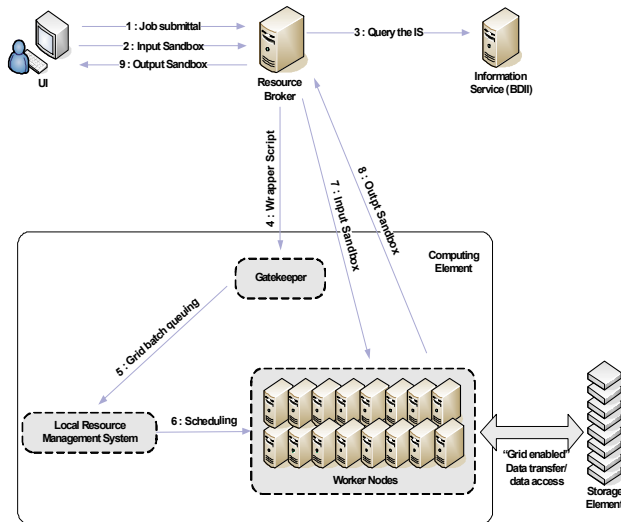 1 : Job submittal
2 : Input Sandbox
9 : Output Sandbox
UI
Resource
Broker
3 : Query the IS
Information
Service (BDII)
4 : Wrapper Script
7 : Input Sandbox
8 : Outpt Sandbox
Computing
Element
Gatekeeper
5 : Grid batch queuing
Local Resource
Management System
6 : Scheduling
Worker Nodes
“Grid enabled”
Data transfer/
data access
Storage
Element